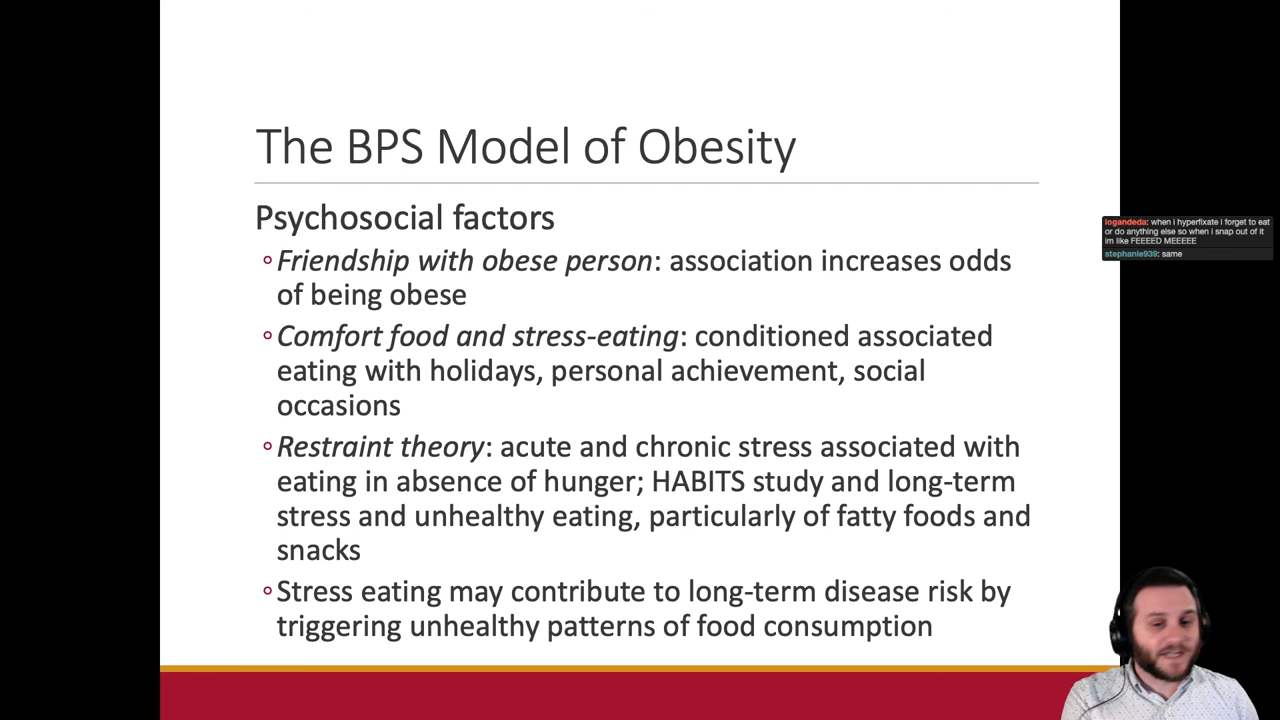 The BPS Model of Obesity
Psychosocial factors
◦Friendship with obese person: association increases odds
of being obese
◦Comfort food and stress-eating: conditioned associated
eating with holidays, personal achievement, social
occasions
◦Restraint theory: acute and chronic stress associated with
eating in absence of hunger; HABITS study and long-term
stress and unhealthy eating, particularly of fatty foods and
snacks
◦Stress eating may contribute to long-term disease risk by
triggering unhealthy patterns of food consumption
logandeda: when i hyperfixate i forget to eat
or do anything else so when i snap out of it
im like FEEEED MEEEEE
stephanie939: same